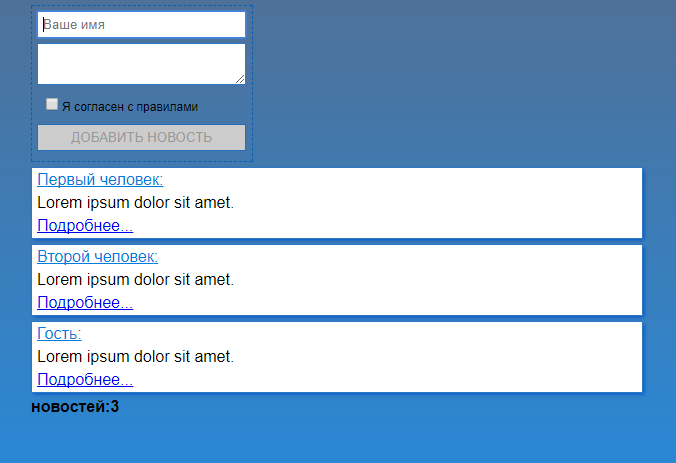 Ваше имя
Я согласен с правилами
ДОБАВИТЬ НОВОСТЬ
Первый человек:
Lorem ipsum dolor sit amet.
Подробнее...
Второй человек:
Lorem ipsum dolor sit amet.
Подробнее...
Гость:
Lorem ipsum dolor sit amet.
Подробнее...
новостей:3